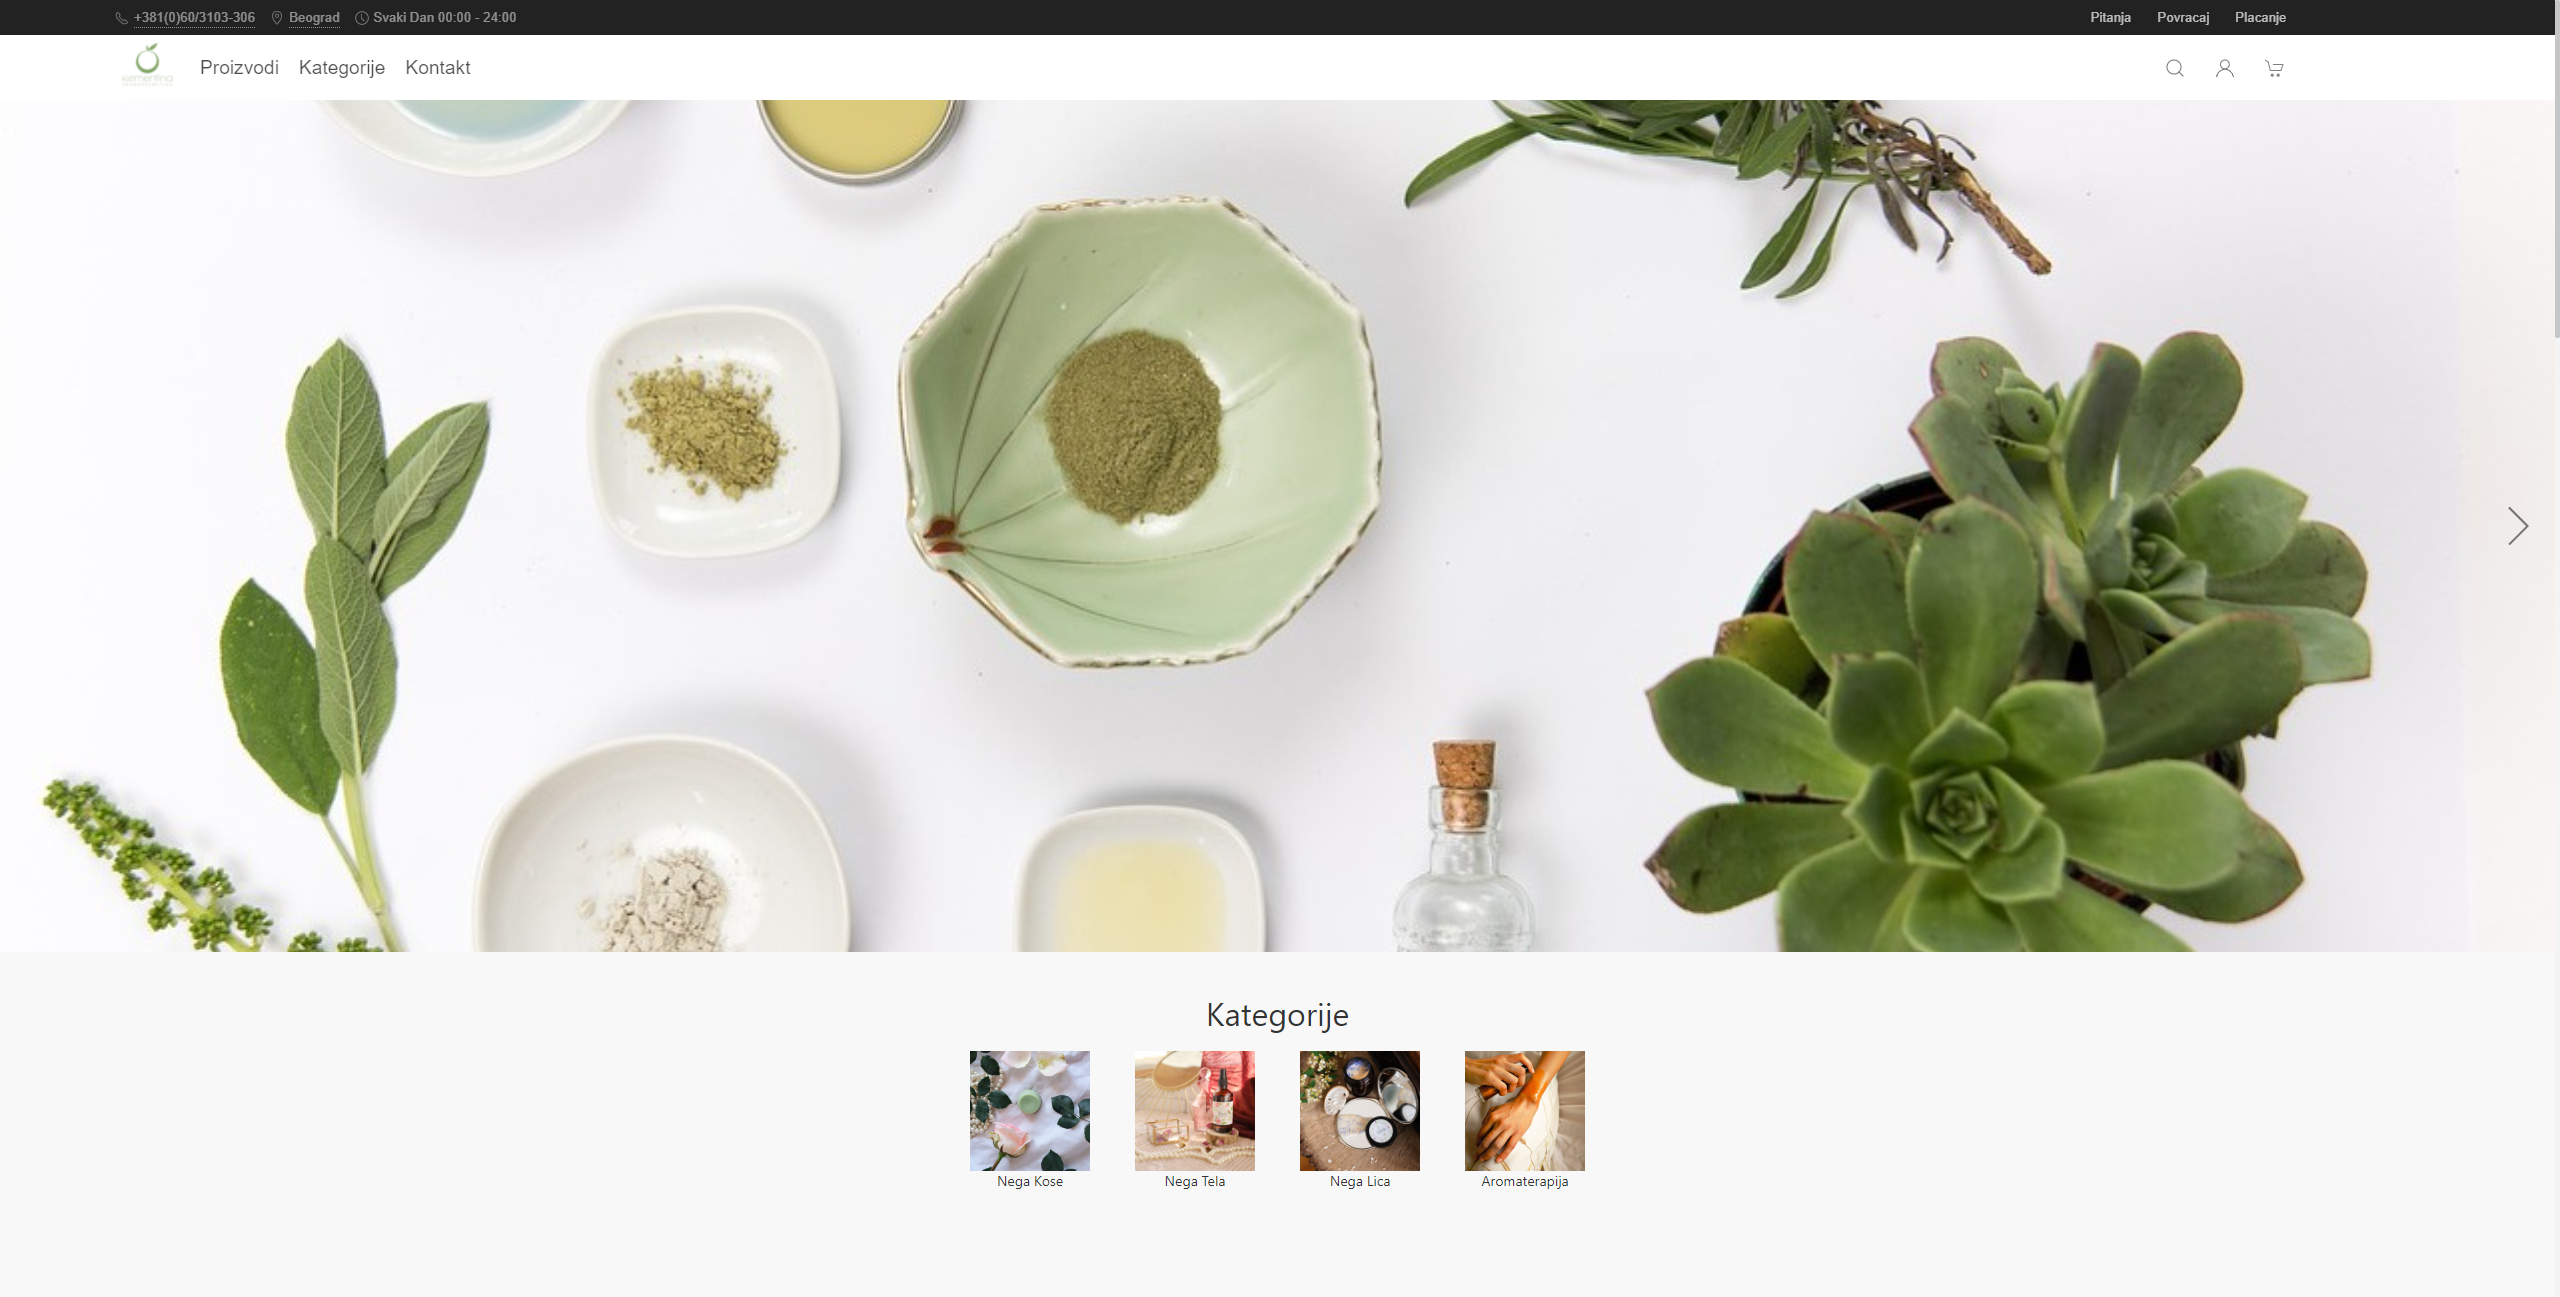 +381(0)60/3103-306 Beograd Svaki Dan 00:00 - 24:00 Pitanja Povracaj Placanje
Proizvodi Kategorije Kontakt
Kategorije
Nega Kose Nega Tela Nega Lica Aromaterapija